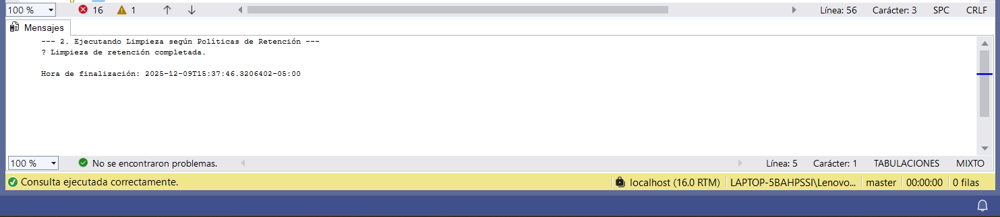 100 % 16 1 Línea: 56 Carácter: 3 SPC CRLF
Mensajes
--- 2. Ejecutando Limpieza según Políticas de Retención ---
? Limpieza de retención completada.
Hora de finalización: 2025-12-09T15:37:46.3206402-05:00
100 % No se encontraron problemas. Línea: 5 Carácter: 1 TABULACIONES MIXTO
Consulta ejecutada correctamente. localhost (16.0 RTM) LAPTOP-5BAHPSSI\Lenovo... master 00:00:00 0 filas